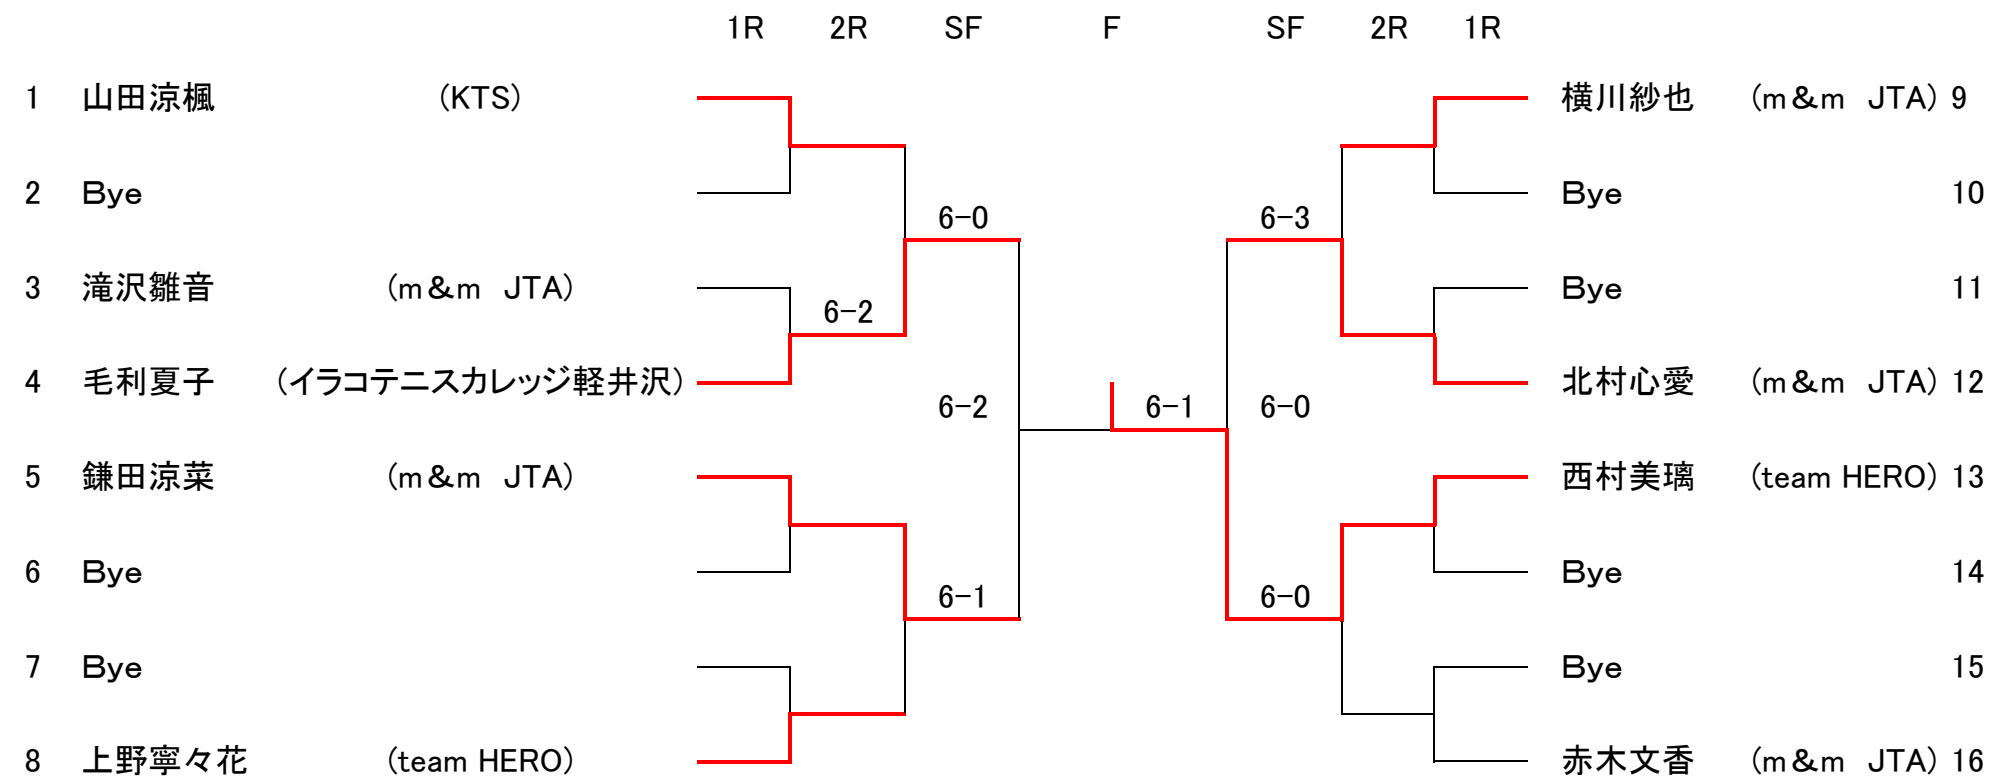 1R 2R SF F SF 2R 1R
1 山田涼楓 (KTS) 横川紗也 (m&m JTA) 9
2 Bye Bye 10
6-0 6-3
3 滝沢雛音 (m&m JTA) Bye 11
6-2
4 毛利夏子 (イラコテニスカレッジ軽井沢) 北村心愛 (m&m JTA) 12
6-2 6-1 6-0
5 鎌田涼菜 (m&m JTA) 西村美璃 (team HERO) 13
6 Bye Bye 14
6-1 6-0
7 Bye Bye 15
8 上野寧々花 (team HERO) 赤木文香 (m&m JTA) 16